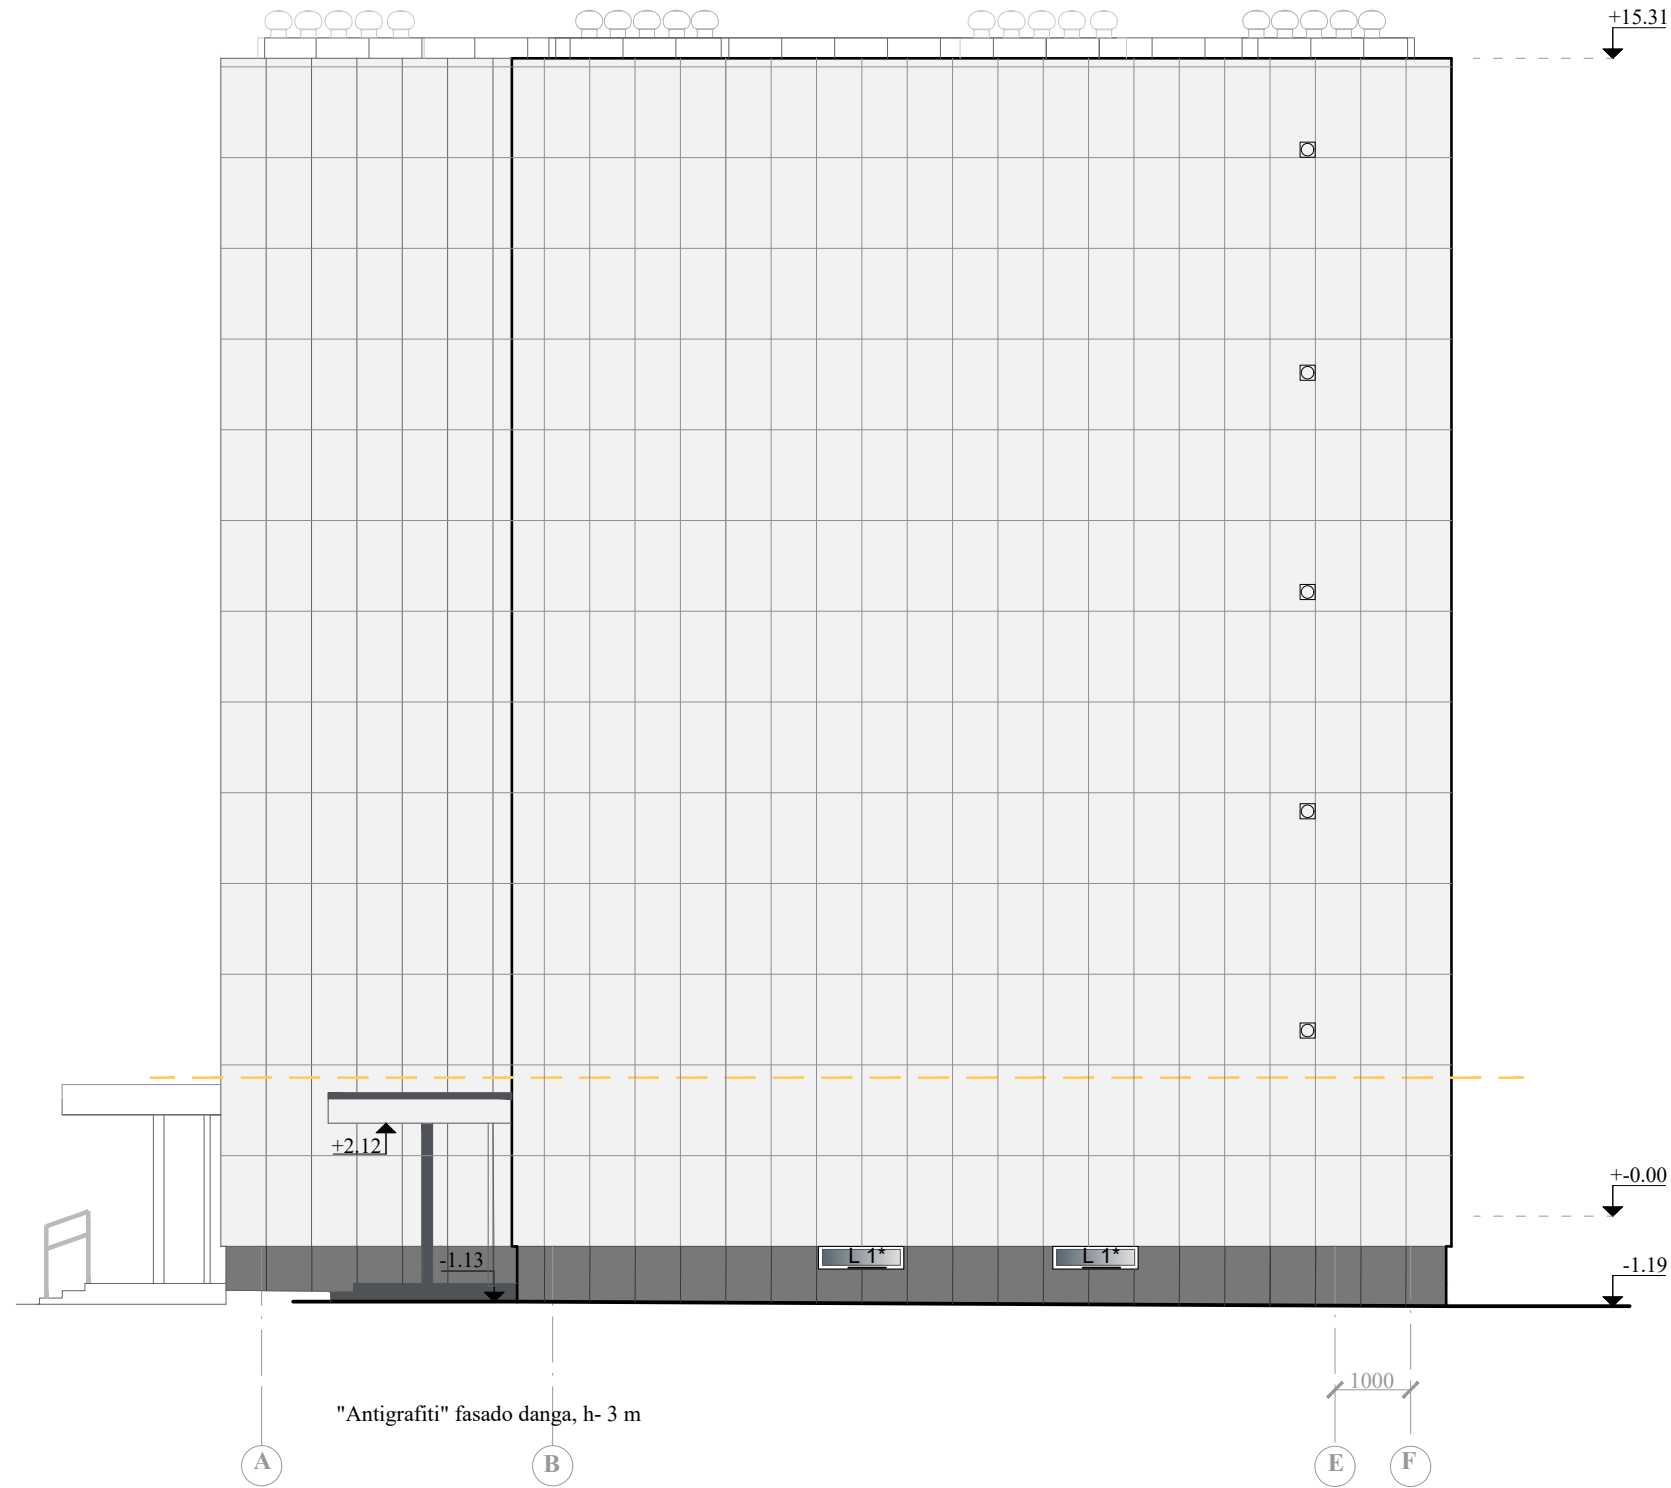 +15.31
+2.12
+-0.00
-1.13
L 1*
L 1*
-1.19
1000
"Antigrafiti" fasado danga, h- 3 m
A
B
E
F